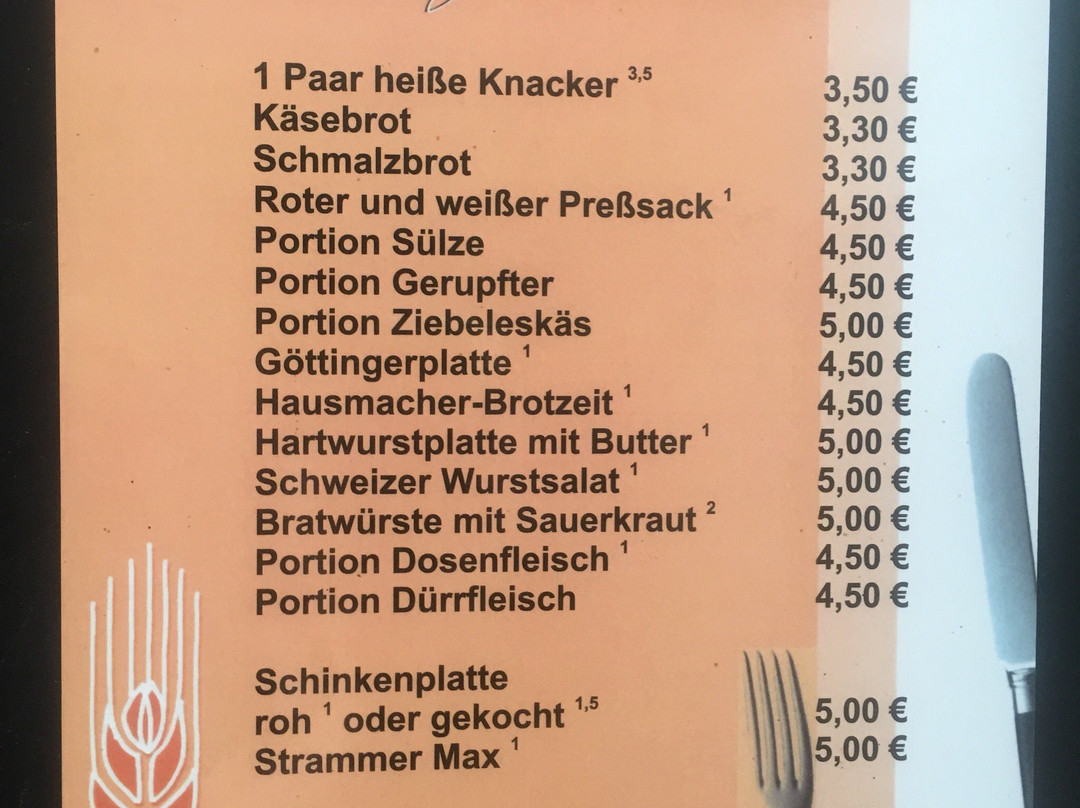 1 Paar heiße Knacker 3,5 3,50 €
Käsebrot 3,30 €
Schmalzbrot 3,30 €
Roter und weißer Preßsack 1 4,50 €
Portion Sülze 4,50 €
Portion Gerupfter 4,50 €
Portion Ziebeleskäs 5,00 €
Göttingerplatte 1 4,50 €
Hausmacher-Brotzeit 1 4,50 €
Hartwurstplatte mit Butter 1 5,00 €
Schweizer Wurstsalat 1 5,00 €
Bratwürste mit Sauerkraut 2 5,00 €
Portion Dosenfleisch 1 4,50 €
Portion Dürrfleisch 4,50 €
Schinkenplatte
roh 1 oder gekocht 1,5 5,00 €
Strammer Max 1 5,00 €